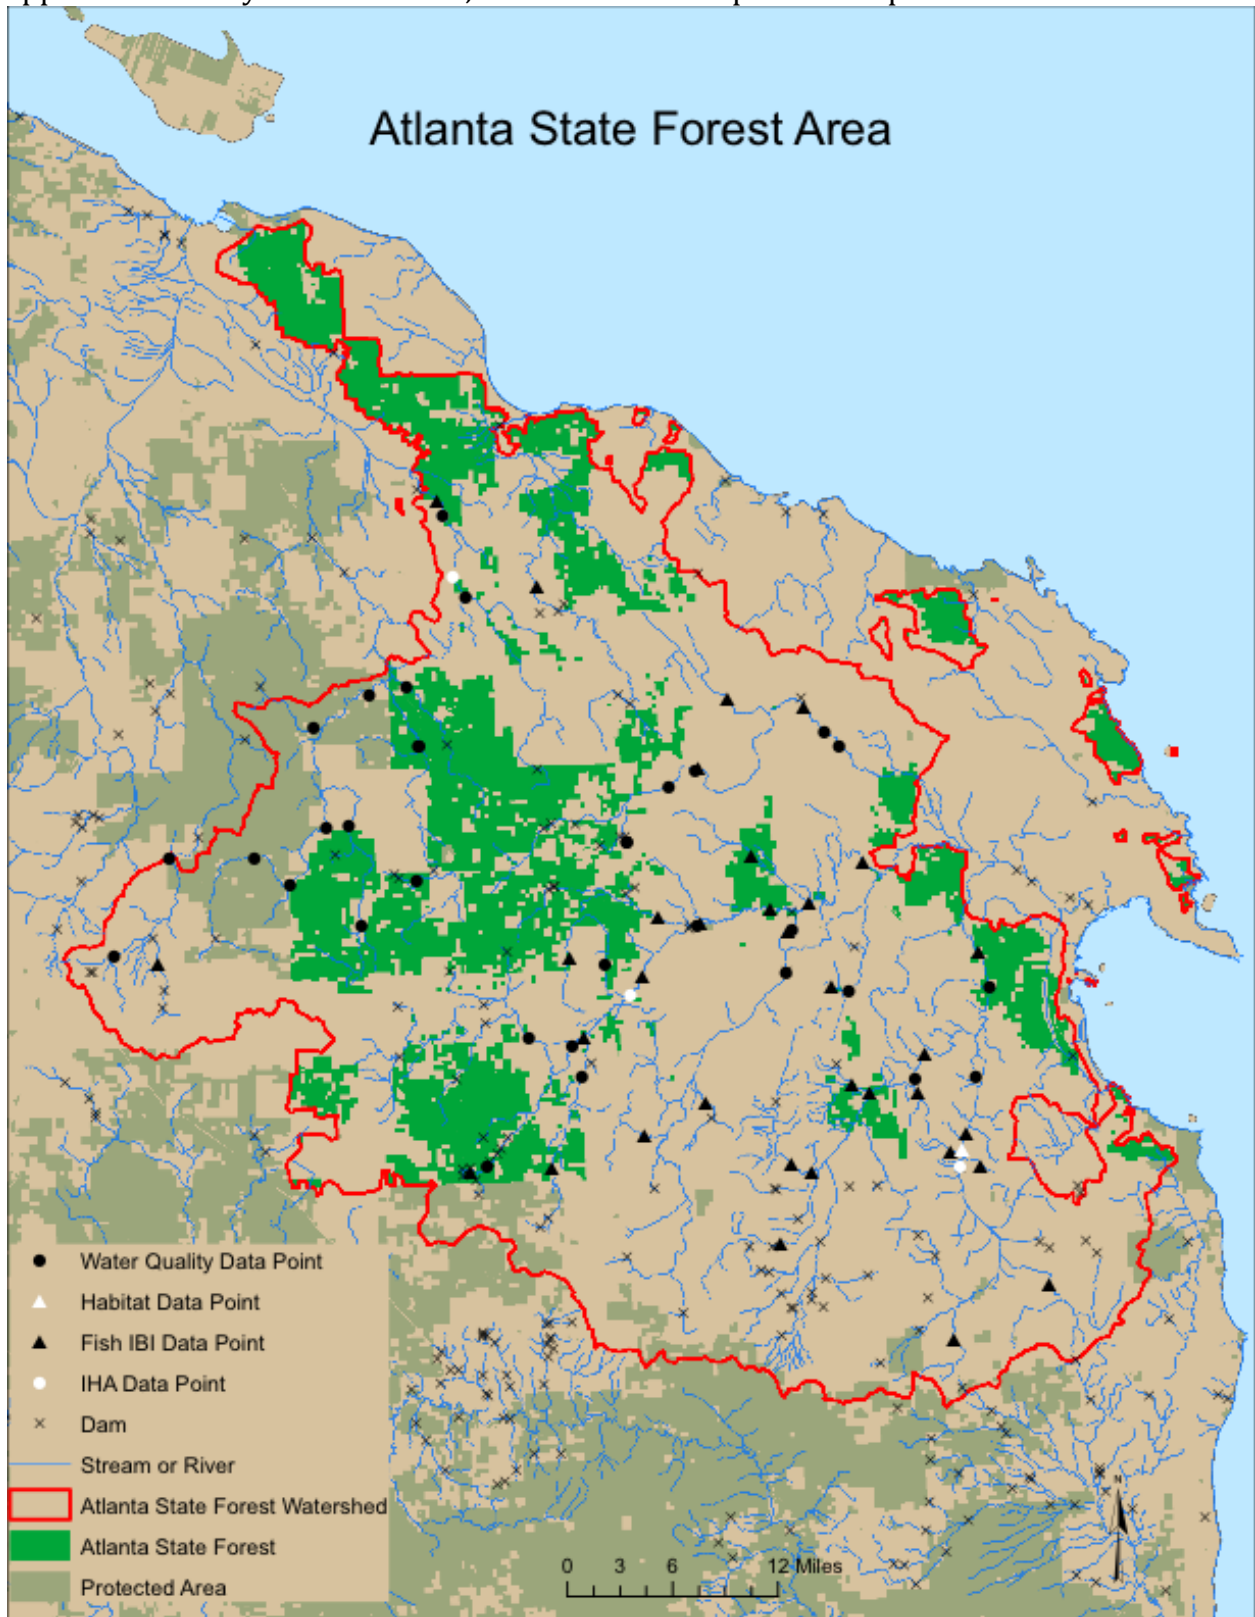 Atlanta State Forest Area
Water Quality Data Point
Habitat Data Point
Fish IBI Data Point
IHA Data Point
Dam
Stream or River
Atlanta State Forest Watershed
Atlanta State Forest
Protected Area
0 3 6 12 Miles
N